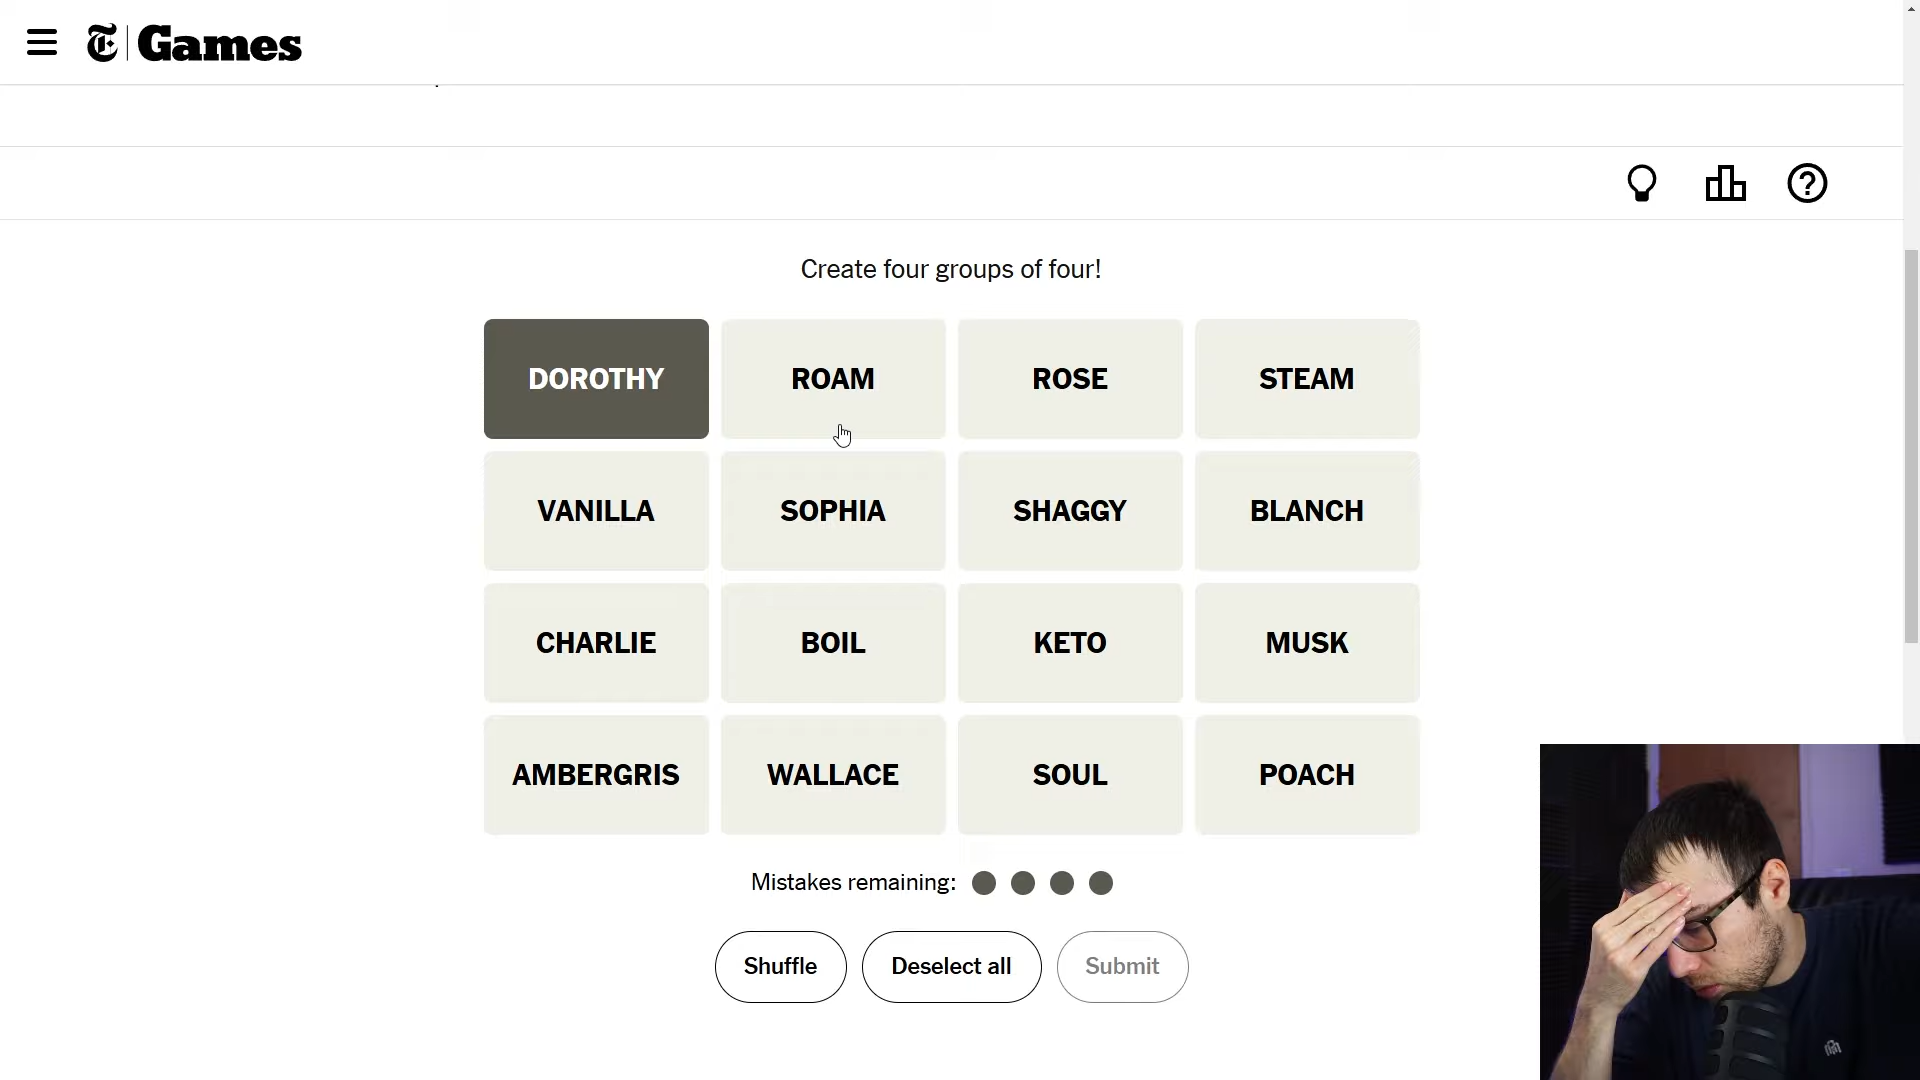 Games
Create four groups of four!
DOROTHY ROAM ROSE STEAM
VANILLA SOPHIA SHAGGY BLANCH
CHARLIE BOIL KETO MUSK
AMBERGRIS WALLACE SOUL POACH
Mistakes remaining:
Shuffle Deselect all Submit